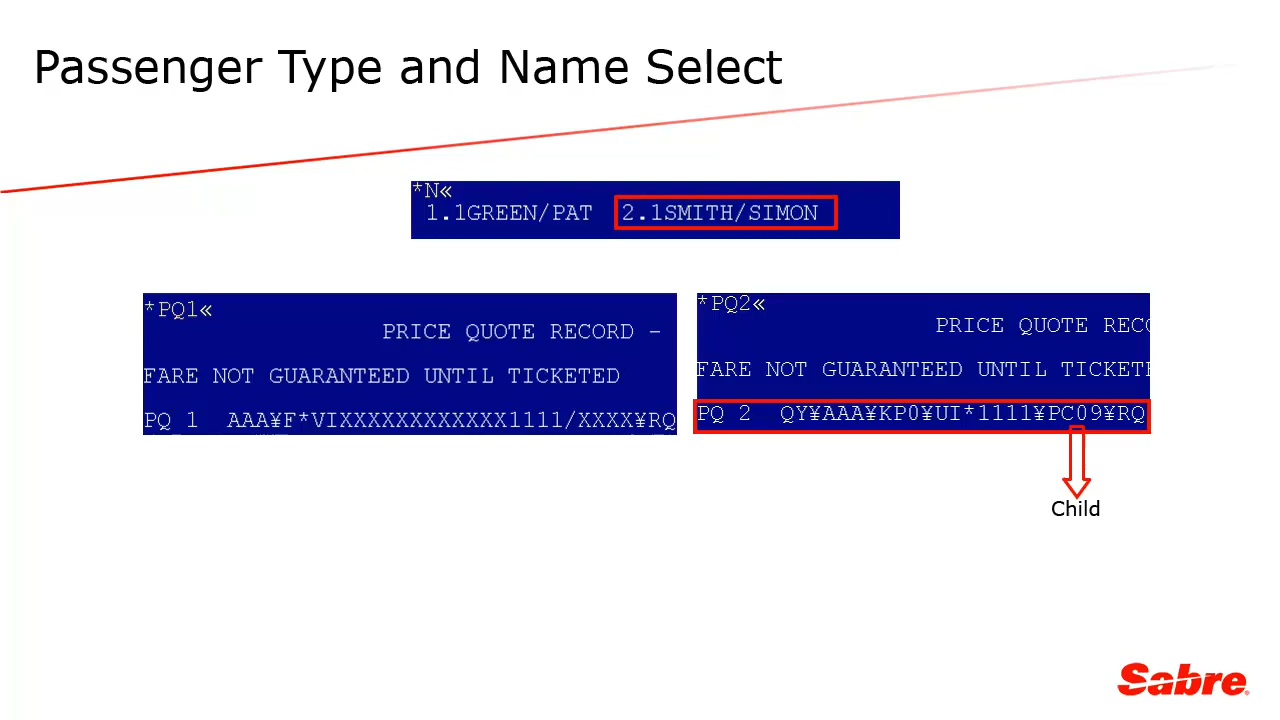 Passenger Type and Name Select
*N«
1.1GREEN/PAT 2.1SMITH/SIMON
*PQ1«
PRICE QUOTE RECORD -
FARE NOT GUARANTEED UNTIL TICKETED
PQ 1 AAA¥F*VIXXXXXXXXXXXX1111/XXXX¥RQ
*PQ2«
PRICE QUOTE RECO
FARE NOT GUARANTEED UNTIL TICKETE
PQ 2 QY¥AAA¥KP0¥UI*1111¥PC09¥RQ
Child
Sabre